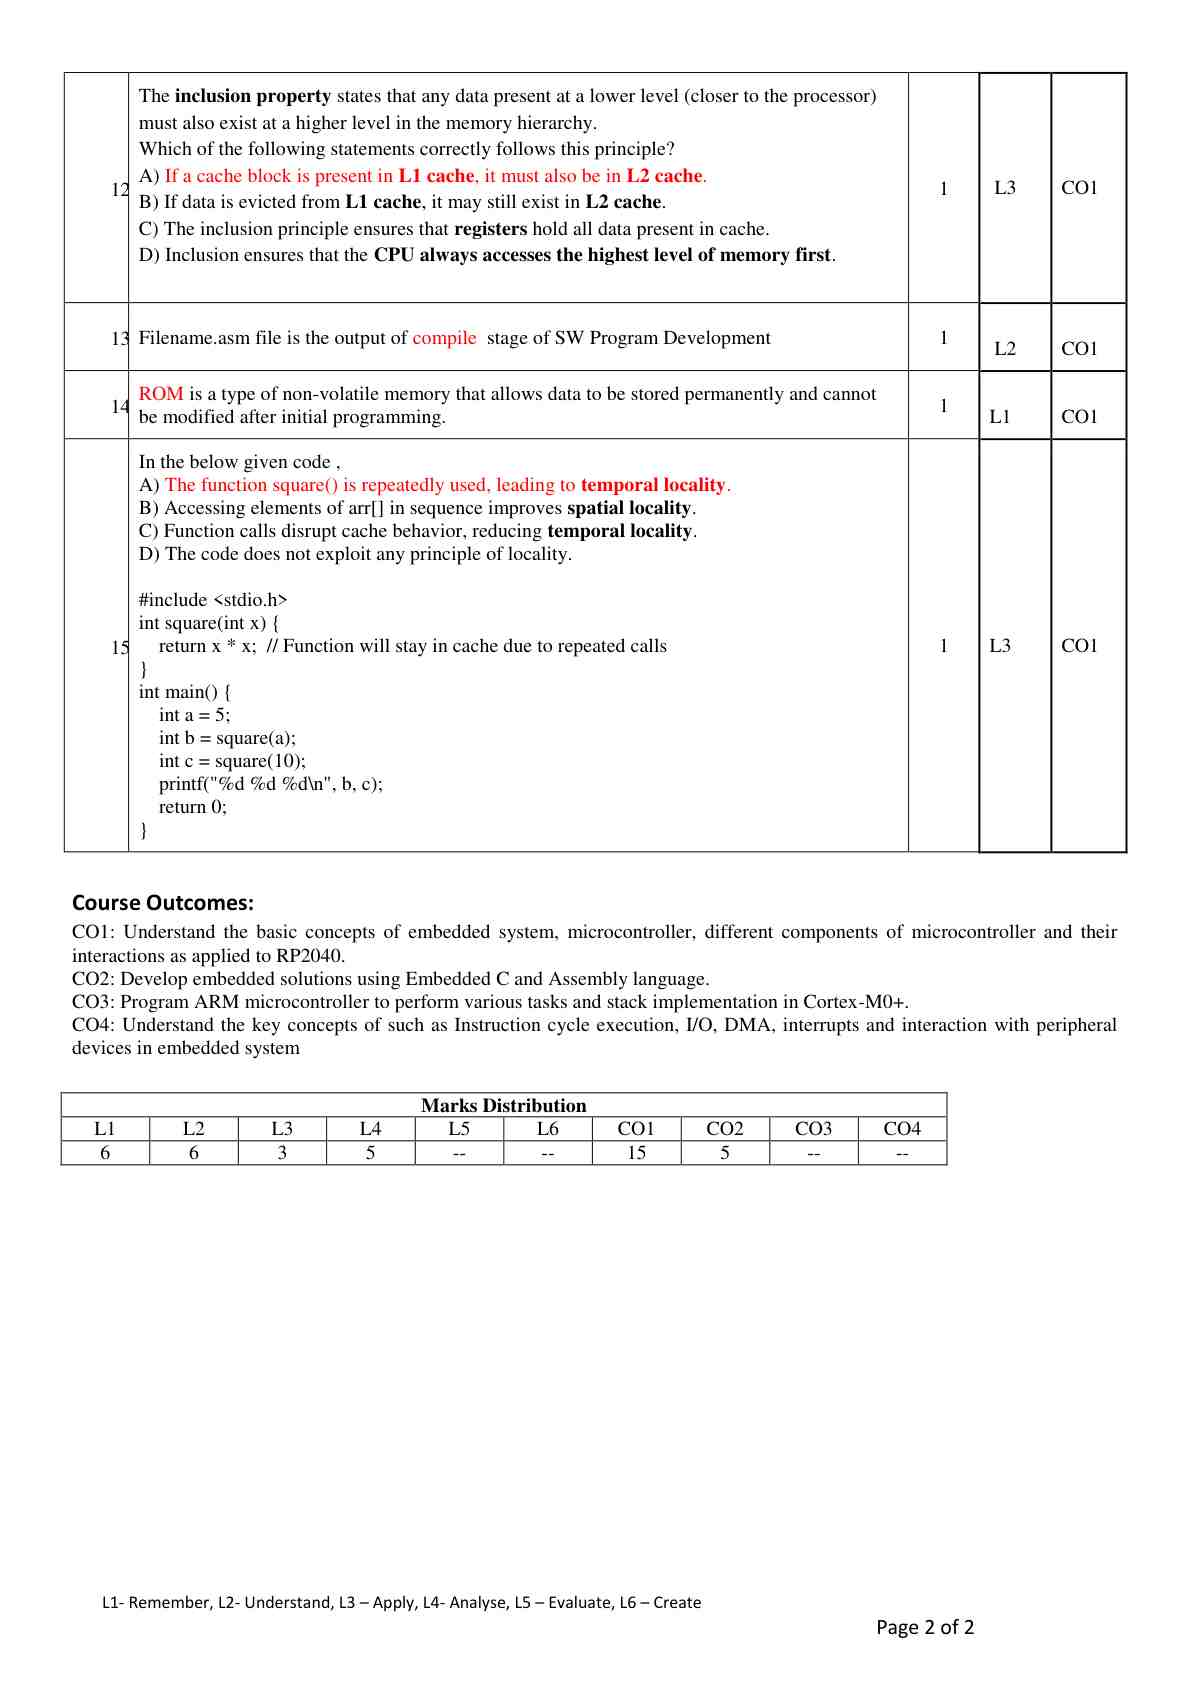 The inclusion property states that any data present at a lower level (closer to the processor)
must also exist at a higher level in the memory hierarchy.
Which of the following statements correctly follows this principle?
A) If a cache block is present in L1 cache, it must also be in L2 cache.
12 B) If data is evicted from L1 cache, it may still exist in L2 cache. 1 L3 CO1
C) The inclusion principle ensures that registers hold all data present in cache.
D) Inclusion ensures that the CPU always accesses the highest level of memory first.
13 Filename.asm file is the output of compile stage of SW Program Development 1 L2 CO1
14 ROM is a type of non-volatile memory that allows data to be stored permanently and cannot
be modified after initial programming. 1 L1 CO1
In the below given code ,
A) The function square() is repeatedly used, leading to temporal locality.
B) Accessing elements of arr[] in sequence improves spatial locality.
C) Function calls disrupt cache behavior, reducing temporal locality.
D) The code does not exploit any principle of locality.
#include <stdio.h>
int square(int x) {
15 return x * x; // Function will stay in cache due to repeated calls 1 L3 CO1
}
int main() {
int a = 5;
int b = square(a);
int c = square(10);
printf("%d %d %d\n", b, c);
return 0;
}
Course Outcomes:
CO1: Understand the basic concepts of embedded system, microcontroller, different components of microcontroller and their
interactions as applied to RP2040.
CO2: Develop embedded solutions using Embedded C and Assembly language.
CO3: Program ARM microcontroller to perform various tasks and stack implementation in Cortex-M0+.
CO4: Understand the key concepts of such as Instruction cycle execution, I/O, DMA, interrupts and interaction with peripheral
devices in embedded system
Marks Distribution
L1 L2 L3 L4 L5 L6 CO1 CO2 CO3 CO4
6 6 3 5 -- -- 15 5 -- --
L1- Remember, L2- Understand, L3 – Apply, L4- Analyse, L5 – Evaluate, L6 – Create
Page 2 of 2